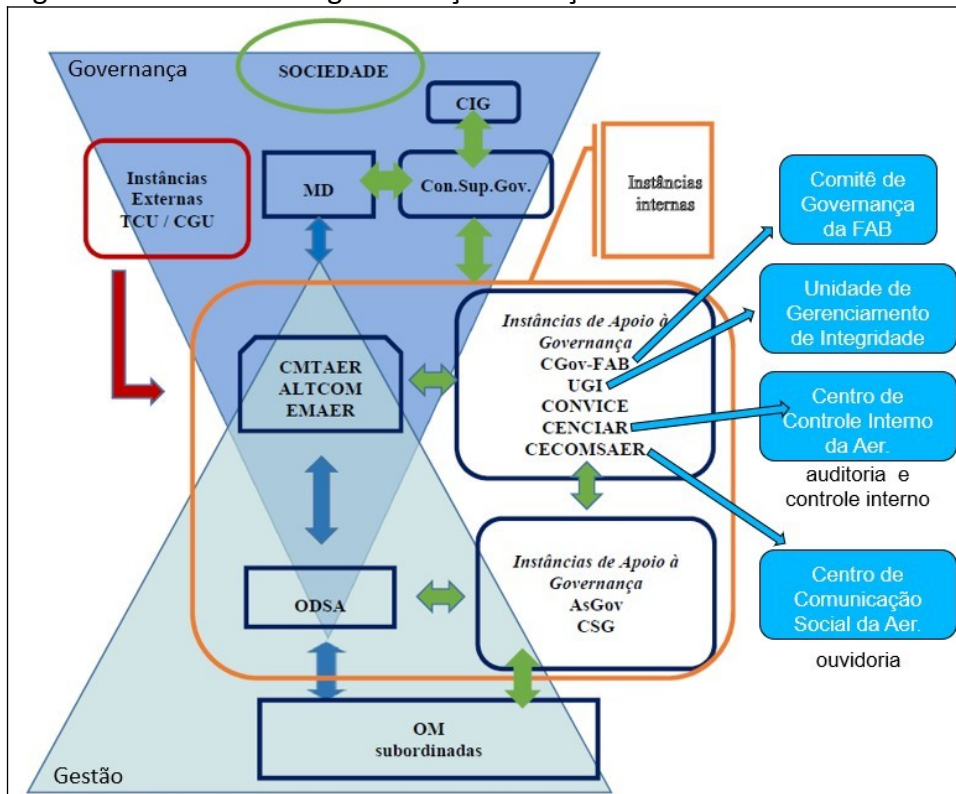 Governança
SOCIEDADE
CIG
Instâncias
Externas
TCU / CGU
MD
Con.Sup.Gov.
Instâncias
internas
Comitê de
Governança
da FAB
Unidade de
Gerenciamento
de Integridade
Centro de
Controle Interno
da Aer.
auditoria e
controle interno
Centro de
Comunicação
Social da Aer.
ouvidoria
CMTAER
ALTCOM
EMAER
Instâncias de Apoio à
Governança
CGov-FAB
UGI
CONVICE
CENCIAR
CECOMSAER
ODSA
Instâncias de Apoio à
Governança
AsGov
CSG
OM
subordinadas
Gestão